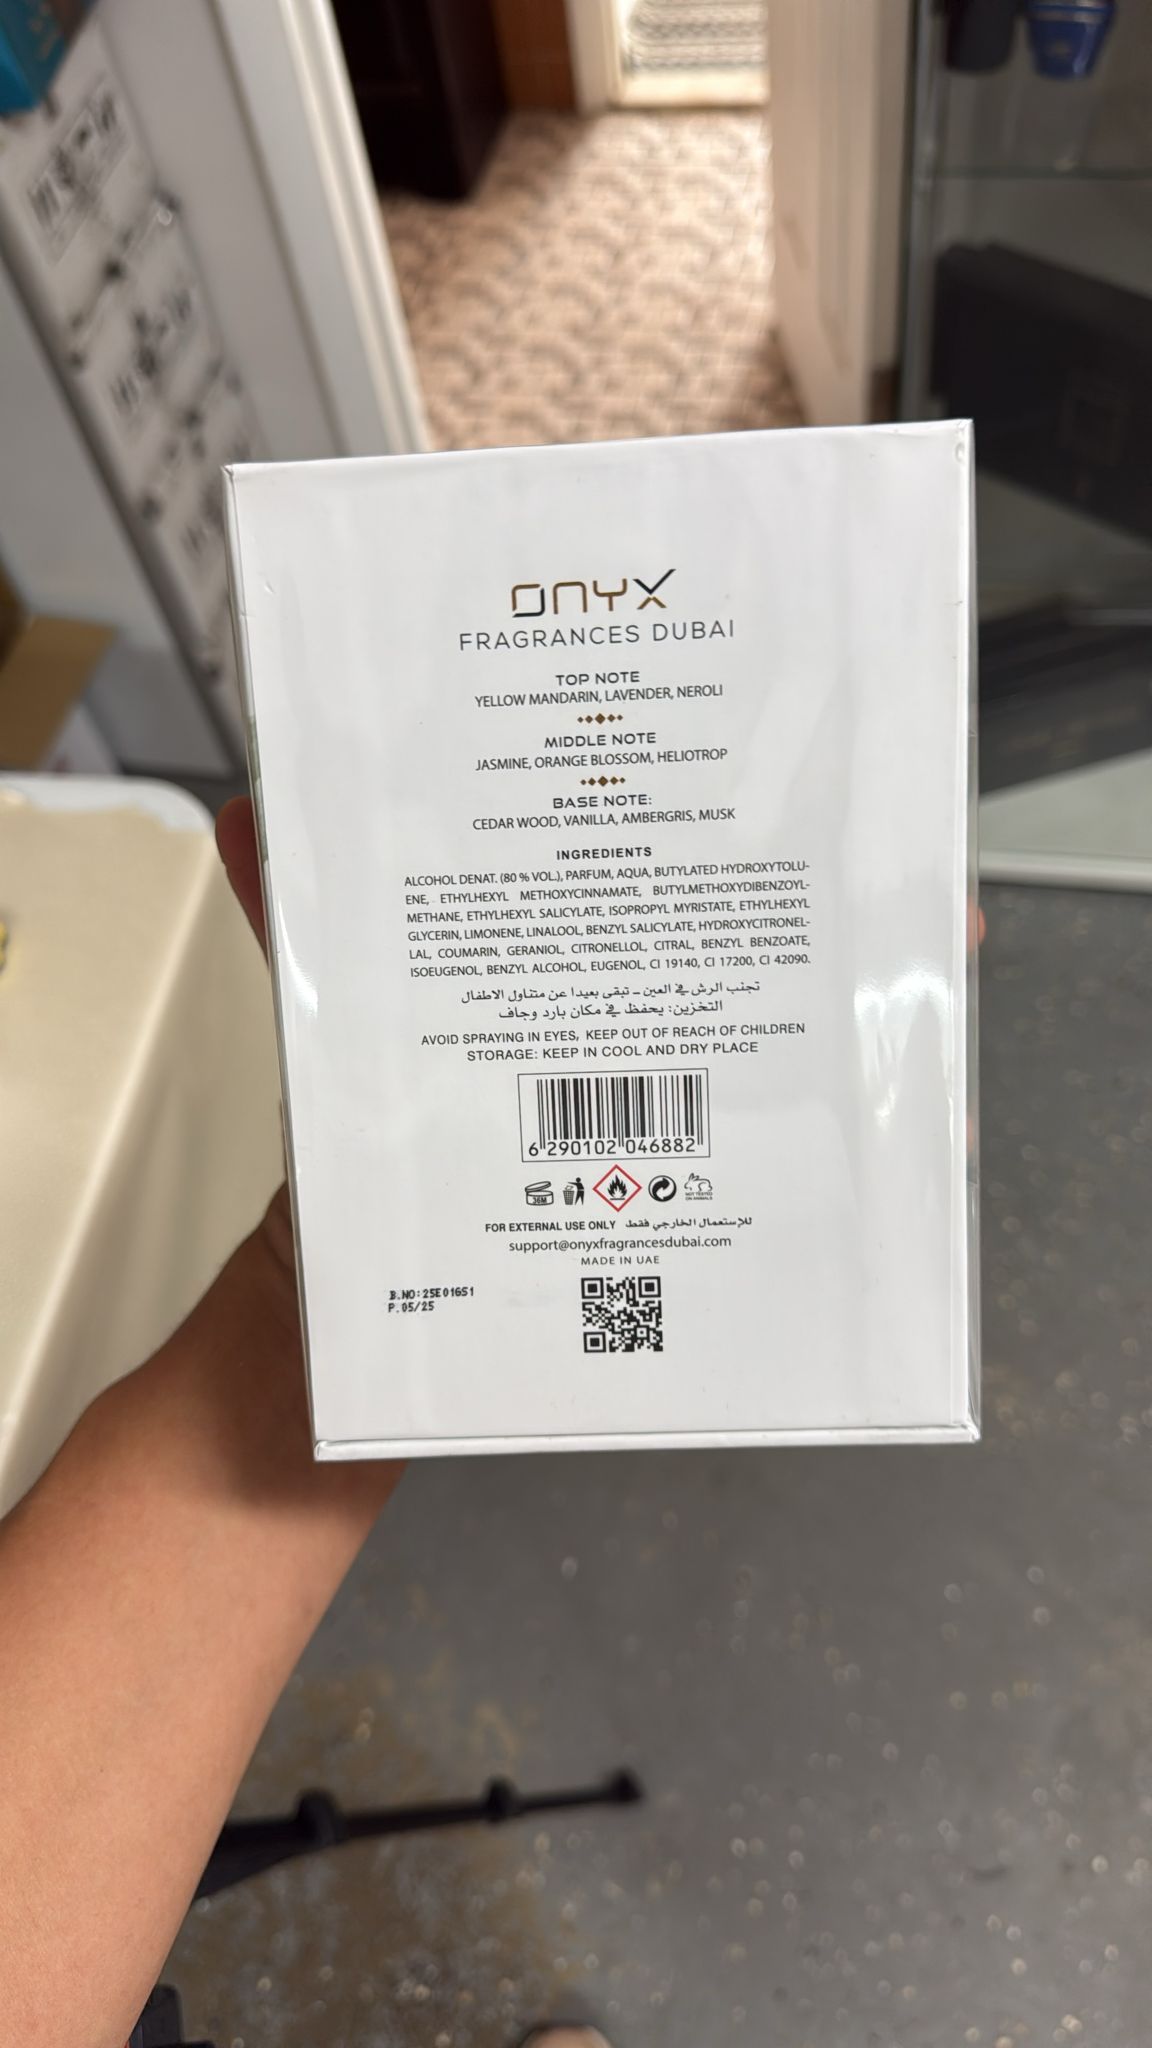 ONYX
FRAGRANCES DUBAI
TOP NOTE
YELLOW MANDARIN, LAVENDER, NEROLI
MIDDLE NOTE
JASMINE, ORANGE BLOSSOM, HELIOTROP
BASE NOTE:
CEDAR WOOD, VANILLA, AMBERGRIS, MUSK
INGREDIENTS
ALCOHOL DENAT. (80 % VOL.), PARFUM, AQUA, BUTYLATED HYDROXYTOLU-
ENE, ETHYLHEXYL METHOXYCINNAMATE, BUTYLMETHOXYDIBENZOYL-
METHANE, ETHYLHEXYL SALICYLATE, ISOPROPYL MYRISTATE, ETHYLHEXYL
GLYCERIN, LIMONENE, LINALOOL, BENZYL SALICYLATE, HYDROXYCITRONEL-
LAL, COUMARIN, GERANIOL, CITRONELLOL, CITRAL, BENZYL BENZOATE,
ISOEUGENOL, BENZYL ALCOHOL, EUGENOL, CI 19140, CI 17200, CI 42090.
تجنب الرش في العين - تبقى بعيدا عن متناول الاطفال
التخزين: يحفظ في مكان بارد وجاف
AVOID SPRAYING IN EYES, KEEP OUT OF REACH OF CHILDREN
STORAGE: KEEP IN COOL AND DRY PLACE
6 290102 046882
36M
NOT TESTED
ON ANIMALS
FOR EXTERNAL USE ONLY للإستعمال الخارجي فقط
support@onyxfragrancesdubai.com
MADE IN UAE
B.NO:25E016S1
P.05/25